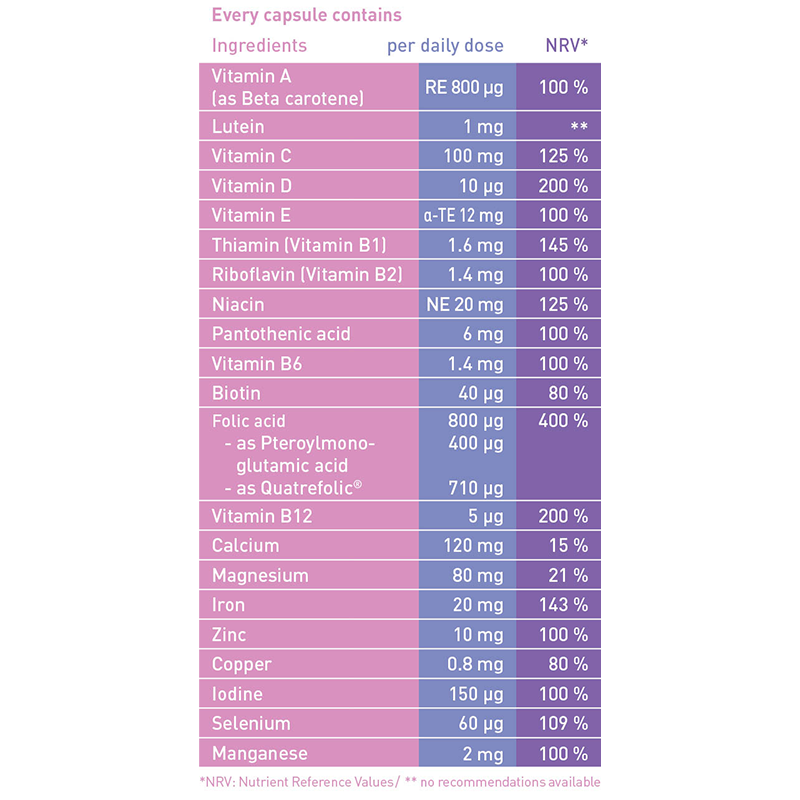 Every capsule contains
Ingredients per daily dose NRV*
Vitamin A
(as Beta carotene) RE 800 µg 100 %
Lutein 1 mg **
Vitamin C 100 mg 125 %
Vitamin D 10 µg 200 %
Vitamin E α-TE 12 mg 100 %
Thiamin (Vitamin B1) 1.6 mg 145 %
Riboflavin (Vitamin B2) 1.4 mg 100 %
Niacin NE 20 mg 125 %
Pantothenic acid 6 mg 100 %
Vitamin B6 1.4 mg 100 %
Biotin 40 µg 80 %
Folic acid 800 µg 400 %
- as Pteroylmono- 400 µg
glutamic acid
- as Quatrefolic® 710 µg
Vitamin B12 5 µg 200 %
Calcium 120 mg 15 %
Magnesium 80 mg 21 %
Iron 20 mg 143 %
Zinc 10 mg 100 %
Copper 0.8 mg 80 %
Iodine 150 µg 100 %
Selenium 60 µg 109 %
Manganese 2 mg 100 %
*NRV: Nutrient Reference Values/ ** no recommendations available